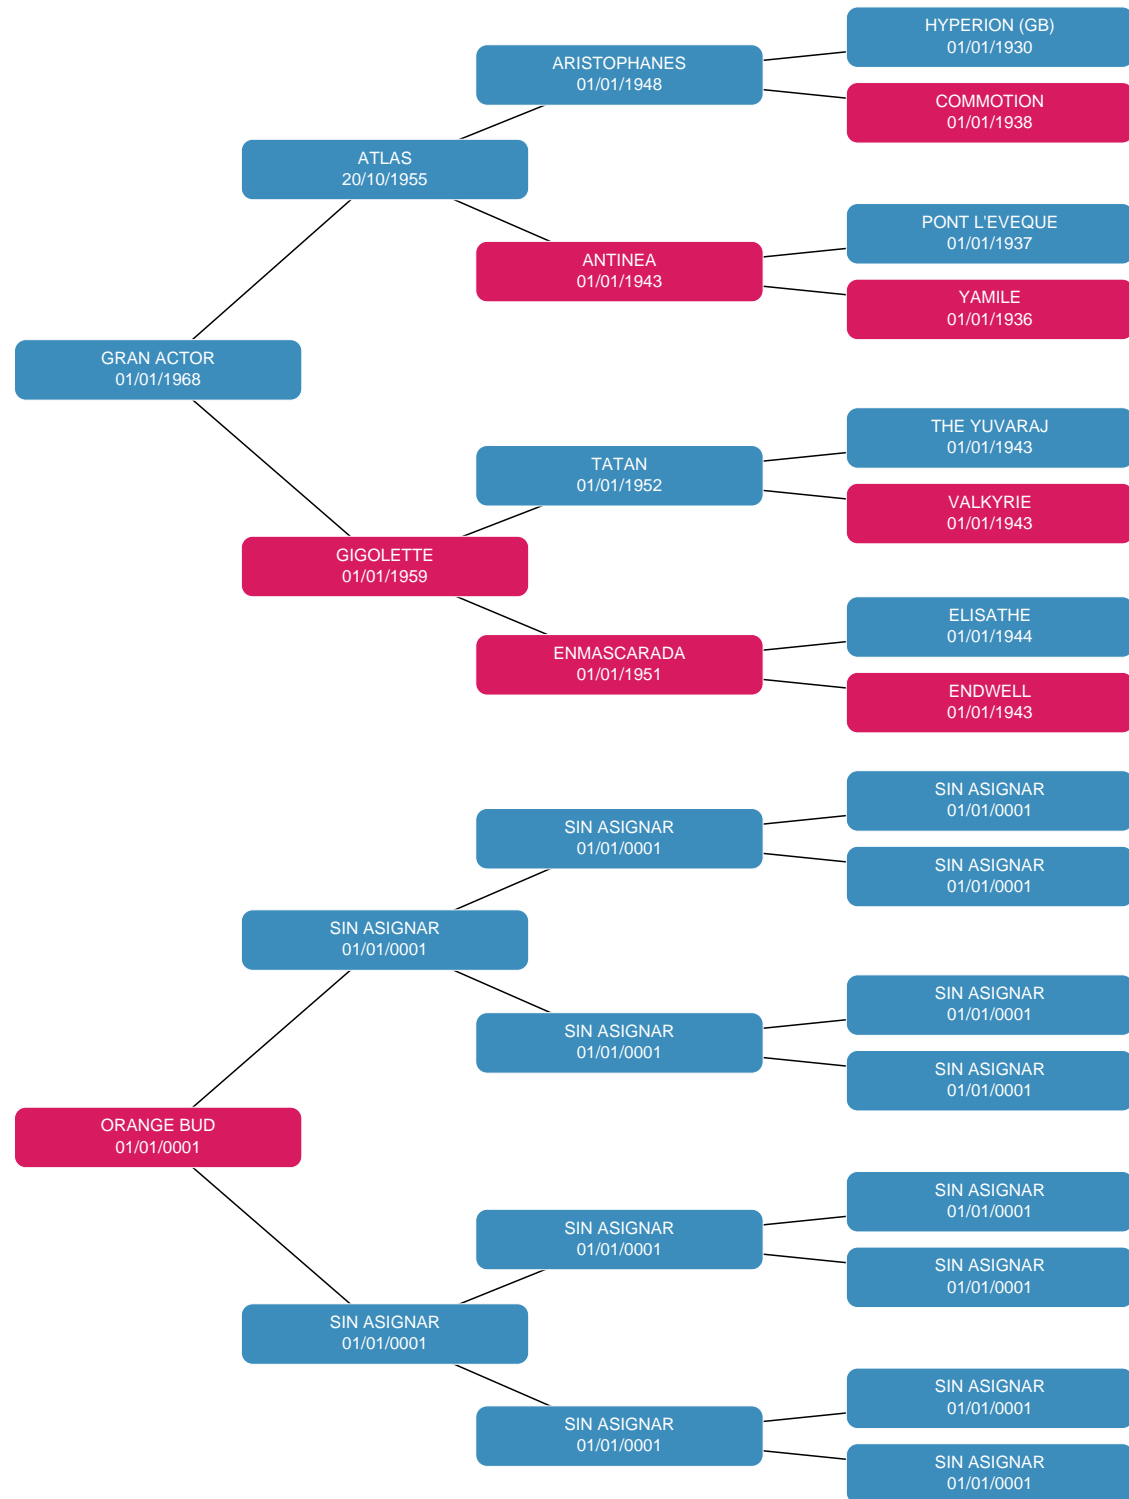 HYPERION (GB)
01/01/1930
ARISTOPHANES
01/01/1948
COMMOTION
01/01/1938
ATLAS
20/10/1955
PONT L'EVEQUE
01/01/1937
ANTINEA
01/01/1943
YAMILE
01/01/1936
GRAN ACTOR
01/01/1968
THE YUVARAJ
01/01/1943
TATAN
01/01/1952
VALKYRIE
01/01/1943
GIGOLETTE
01/01/1959
ELISATHE
01/01/1944
ENMASCARADA
01/01/1951
ENDWELL
01/01/1943
SIN ASIGNAR
01/01/0001
SIN ASIGNAR
01/01/0001
SIN ASIGNAR
01/01/0001
SIN ASIGNAR
01/01/0001
SIN ASIGNAR
01/01/0001
SIN ASIGNAR
01/01/0001
SIN ASIGNAR
01/01/0001
ORANGE BUD
01/01/0001
SIN ASIGNAR
01/01/0001
SIN ASIGNAR
01/01/0001
SIN ASIGNAR
01/01/0001
SIN ASIGNAR
01/01/0001
SIN ASIGNAR
01/01/0001
SIN ASIGNAR
01/01/0001
SIN ASIGNAR
01/01/0001